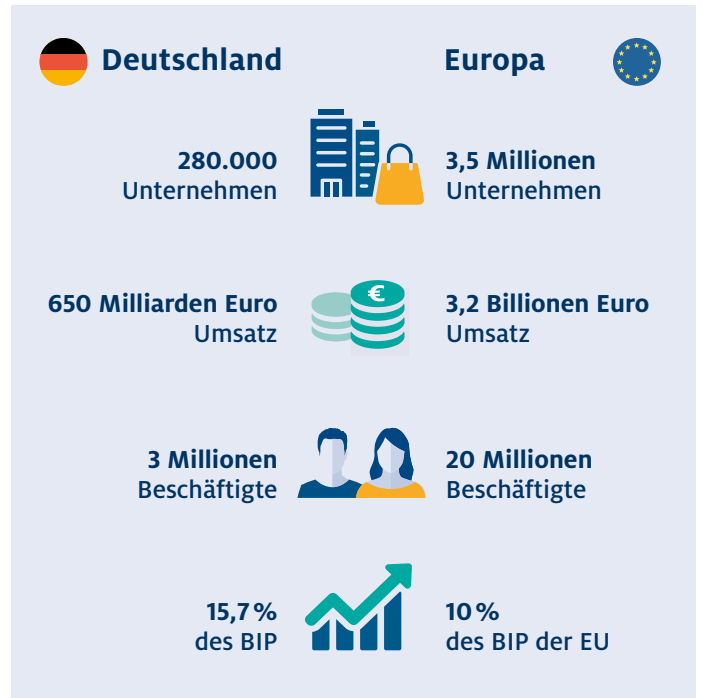 Deutschland
Europa
280.000
Unternehmen
3,5 Millionen
Unternehmen
650 Milliarden Euro
Umsatz
€
3,2 Billionen Euro
Umsatz
3 Millionen
Beschäftigte
20 Millionen
Beschäftigte
15,7 %
des BIP
10 %
des BIP der EU